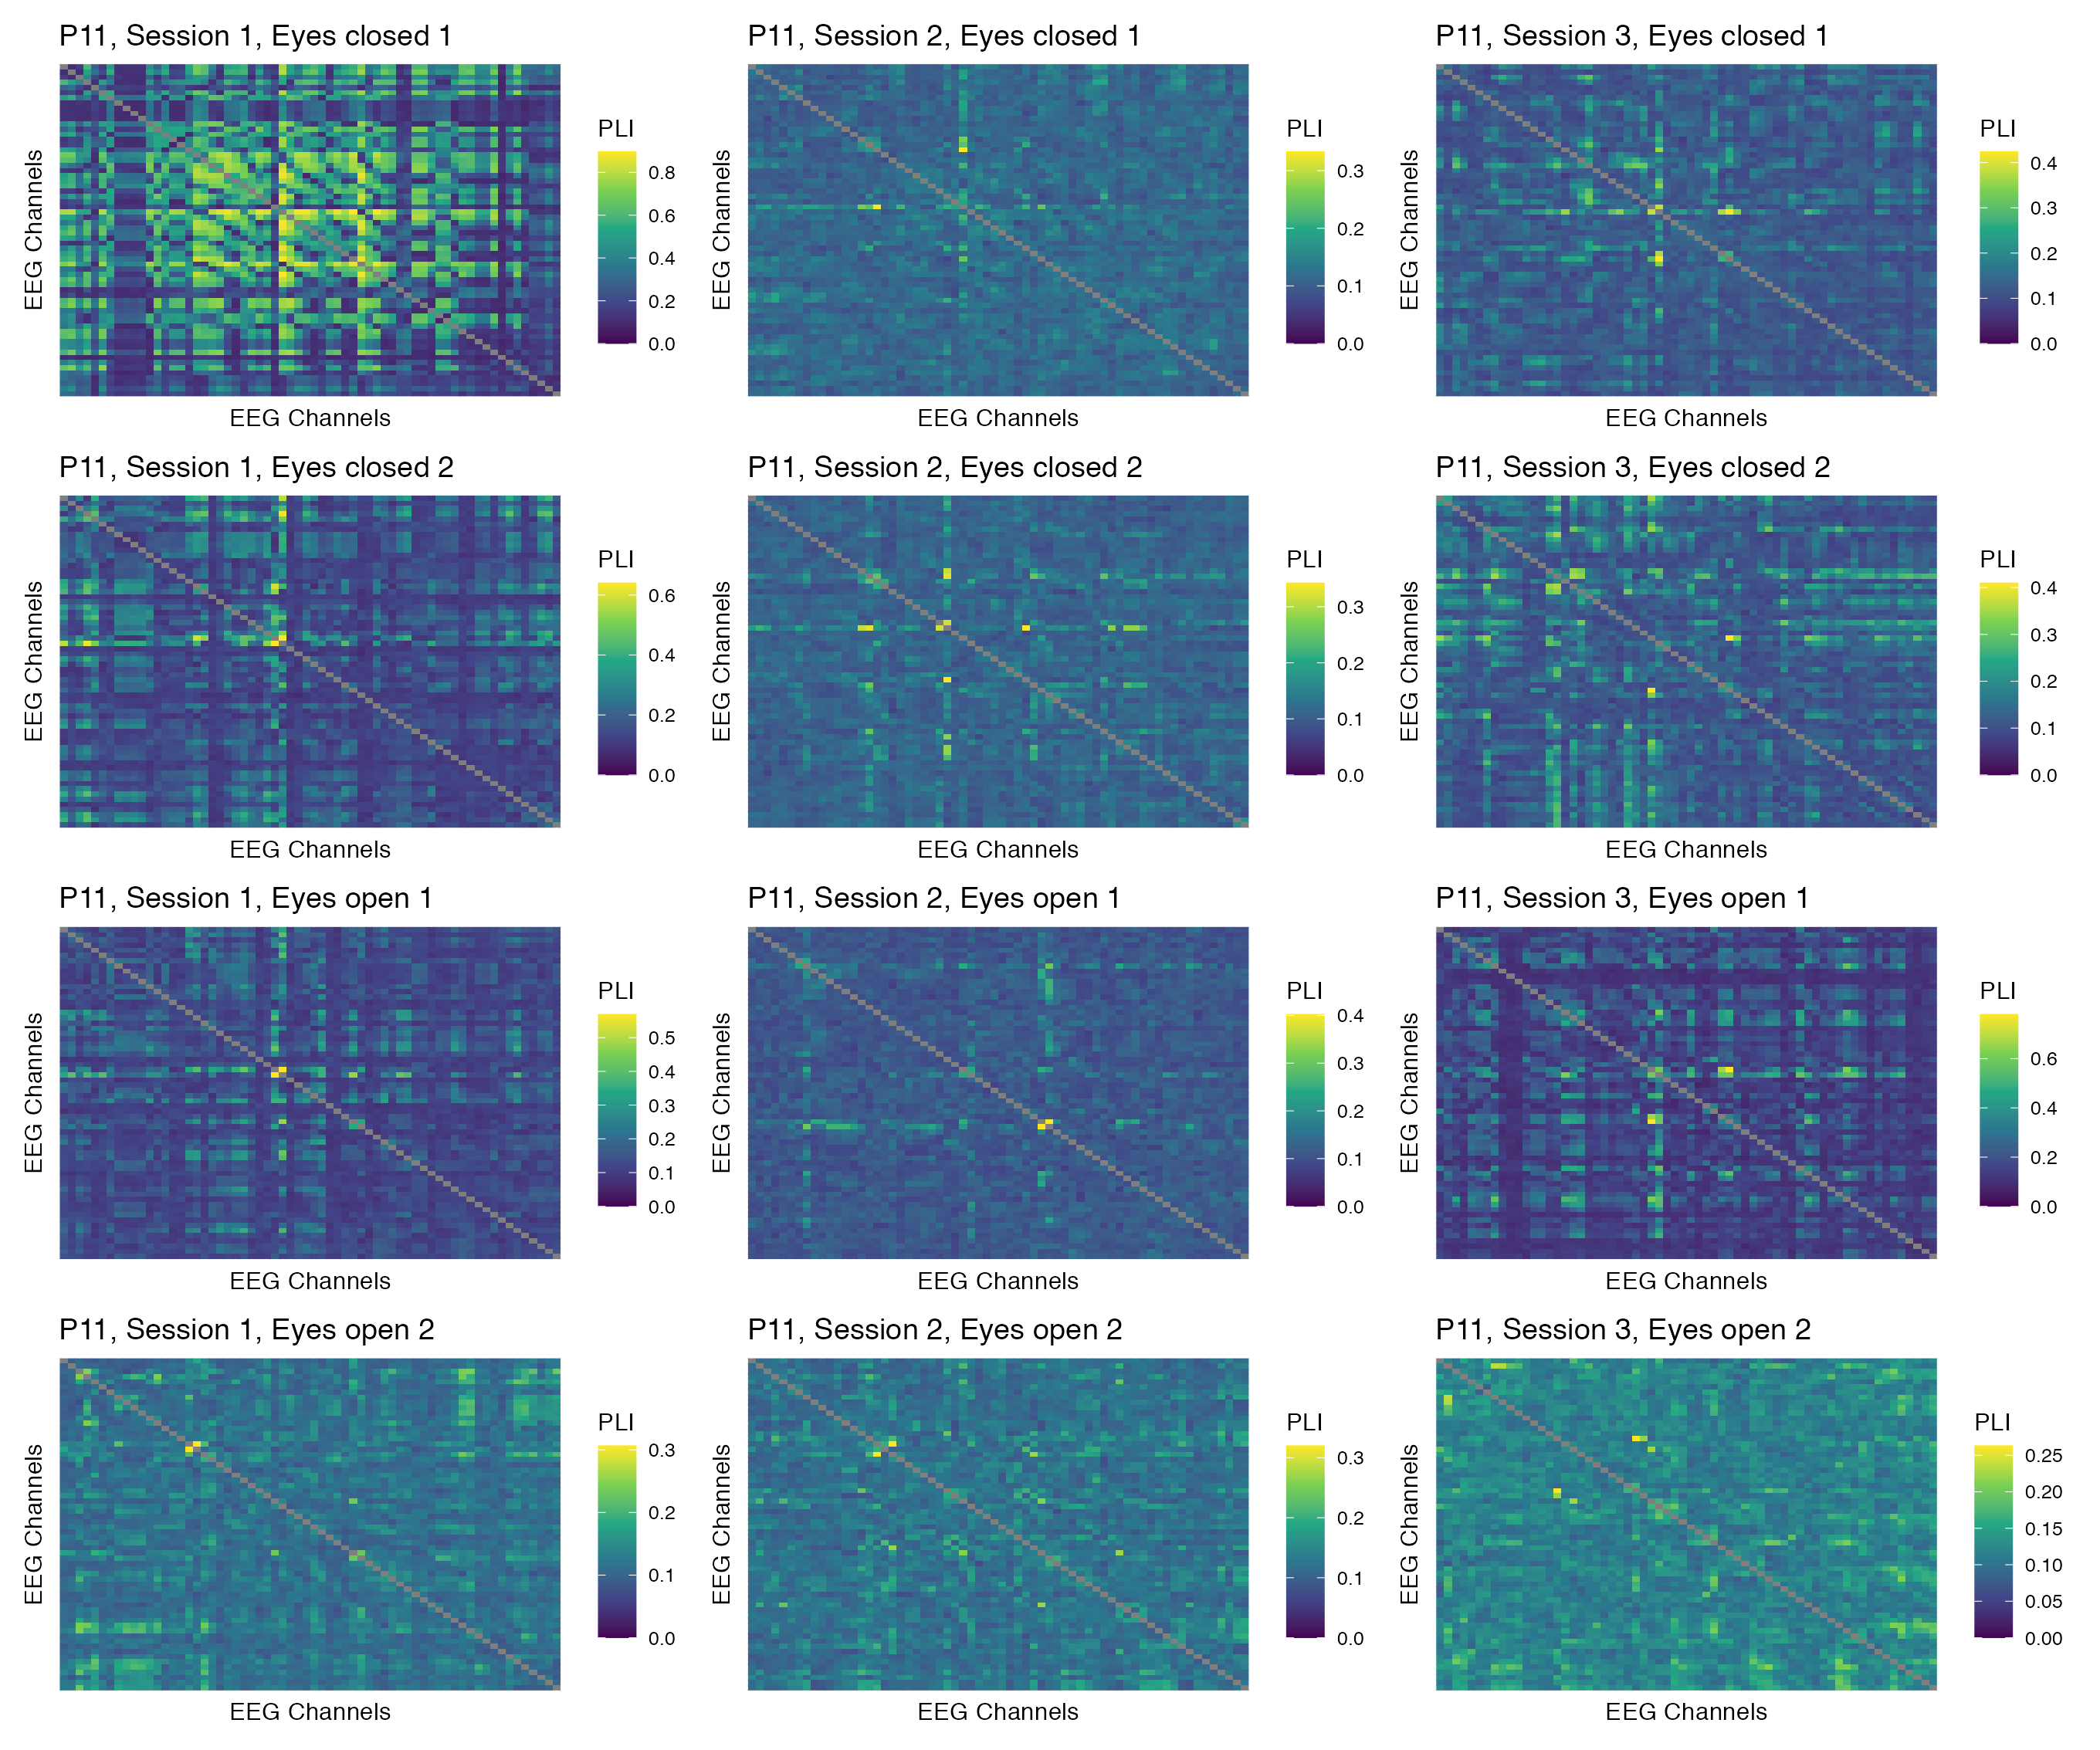 P11, Session 1, Eyes closed 1
EEG Channels
EEG Channels
PLI
0.8
0.6
0.4
0.2
0.0
P11, Session 2, Eyes closed 1
EEG Channels
EEG Channels
PLI
0.3
0.2
0.1
0.0
P11, Session 3, Eyes closed 1
EEG Channels
EEG Channels
PLI
0.4
0.3
0.2
0.1
0.0
P11, Session 1, Eyes closed 2
EEG Channels
EEG Channels
PLI
0.6
0.4
0.2
0.0
P11, Session 2, Eyes closed 2
EEG Channels
EEG Channels
PLI
0.3
0.2
0.1
0.0
P11, Session 3, Eyes closed 2
EEG Channels
EEG Channels
PLI
0.4
0.3
0.2
0.1
0.0
P11, Session 1, Eyes open 1
EEG Channels
EEG Channels
PLI
0.5
0.4
0.3
0.2
0.1
0.0
P11, Session 2, Eyes open 1
EEG Channels
EEG Channels
PLI
0.4
0.3
0.2
0.1
0.0
P11, Session 3, Eyes open 1
EEG Channels
EEG Channels
PLI
0.6
0.4
0.2
0.0
P11, Session 1, Eyes open 2
EEG Channels
EEG Channels
PLI
0.3
0.2
0.1
0.0
P11, Session 2, Eyes open 2
EEG Channels
EEG Channels
PLI
0.3
0.2
0.1
0.0
P11, Session 3, Eyes open 2
EEG Channels
EEG Channels
PLI
0.25
0.20
0.15
0.10
0.05
0.00